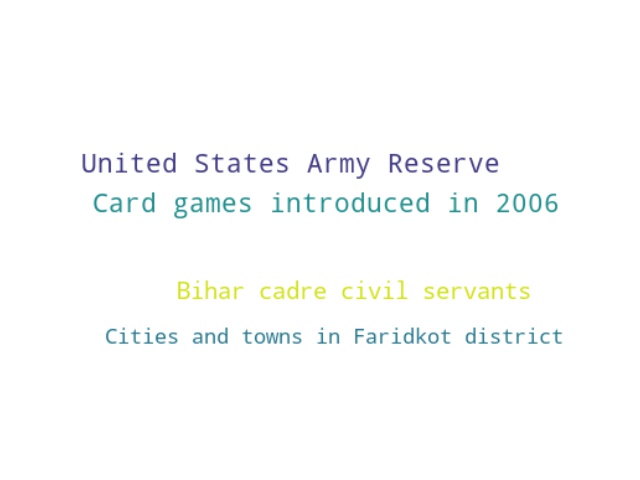 United States Army Reserve
Card games introduced in 2006
Bihar cadre civil servants
Cities and towns in Faridkot district